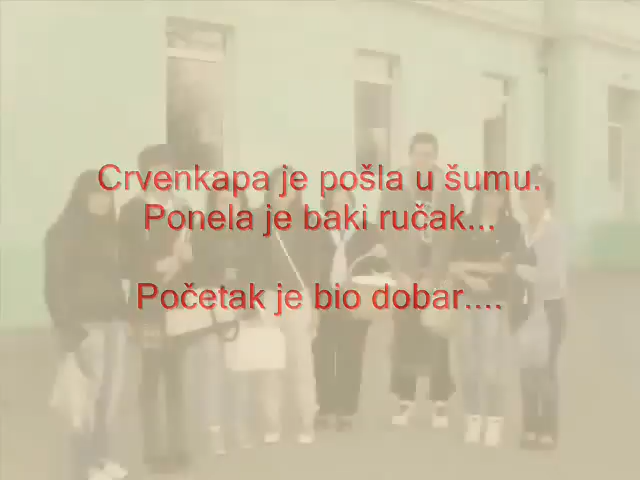 Crvenkapa je pošla u šumu.
Ponela je baki ručak...
Početak je bio dobar....